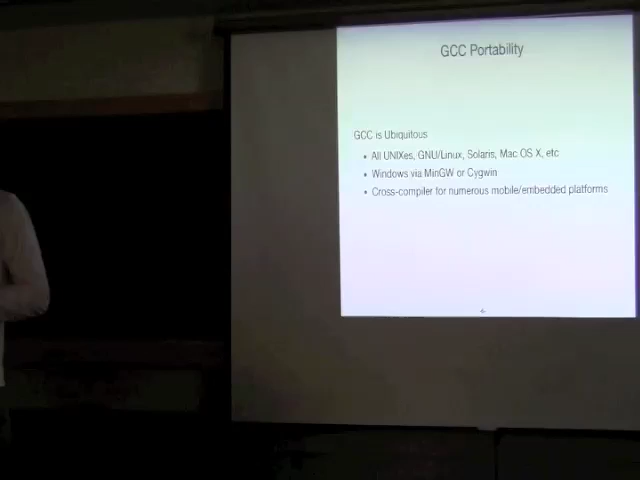 GCC Portability
GCC is Ubiquitous
• All UNIXes, GNU/Linux, Solaris, Mac OS X, etc
• Windows via MinGW or Cygwin
• Cross-compiler for numerous mobile/embedded platforms